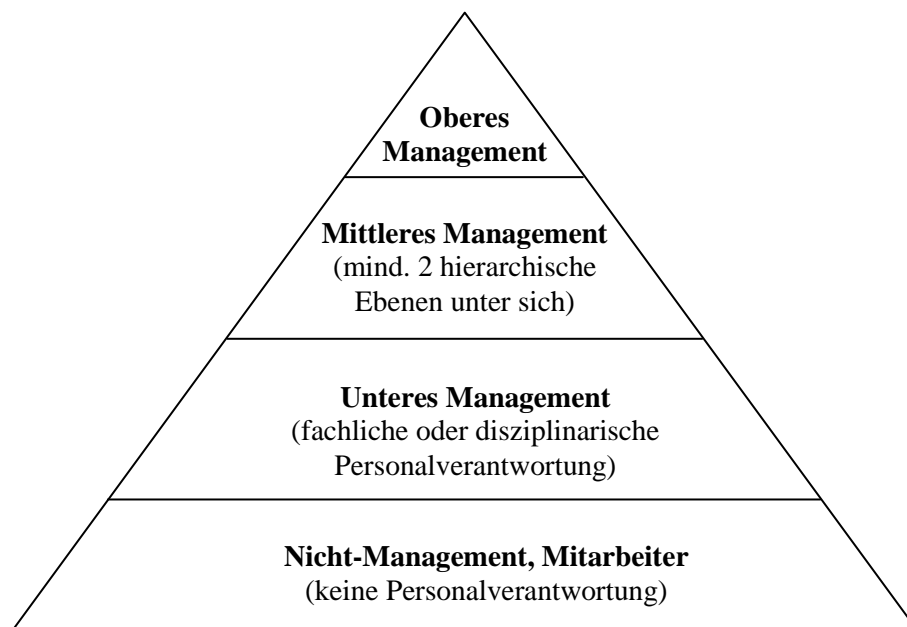 Oberes
Management
Mittleres Management
(mind. 2 hierarchische
Ebenen unter sich)
Unteres Management
(fachliche oder disziplinarische
Personalverantwortung)
Nicht-Management, Mitarbeiter
(keine Personalverantwortung)